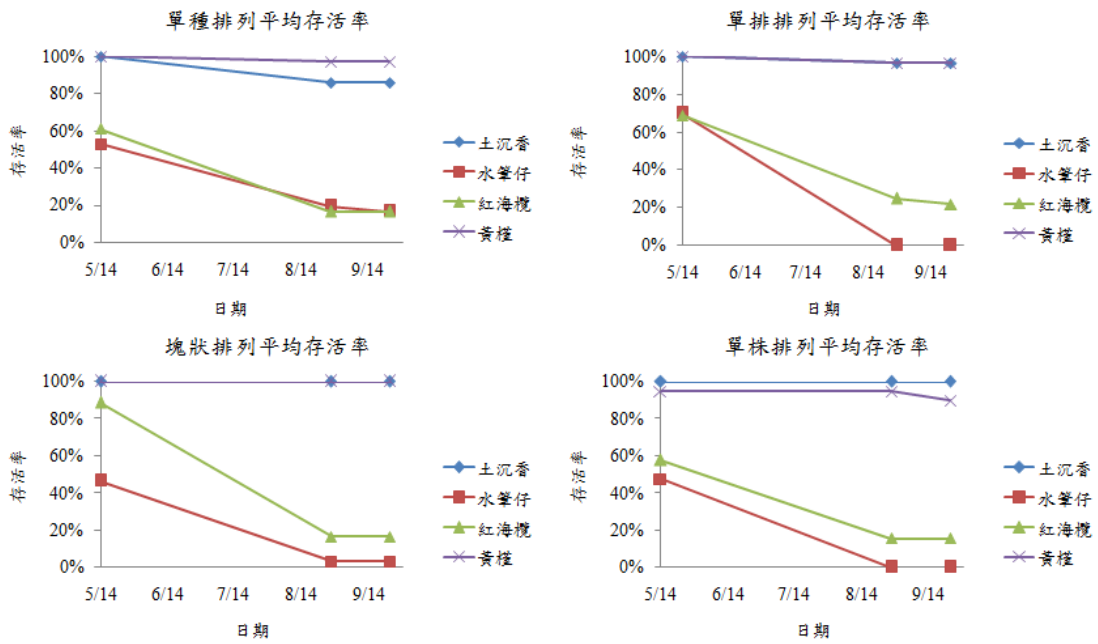 單種排列平均存活率
100%
80%
60%
40%
20%
0%
存活率
5/14 6/14 7/14 8/14 9/14
日期
土沉香
水筆仔
紅海欖
黃槿
單排排列平均存活率
100%
80%
60%
40%
20%
0%
存活率
5/14 6/14 7/14 8/14 9/14
日期
土沉香
水筆仔
紅海欖
黃槿
塊狀排列平均存活率
100%
80%
60%
40%
20%
0%
存活率
5/14 6/14 7/14 8/14 9/14
日期
土沉香
水筆仔
紅海欖
黃槿
單株排列平均存活率
100%
80%
60%
40%
20%
0%
存活率
5/14 6/14 7/14 8/14 9/14
日期
土沉香
水筆仔
紅海欖
黃槿